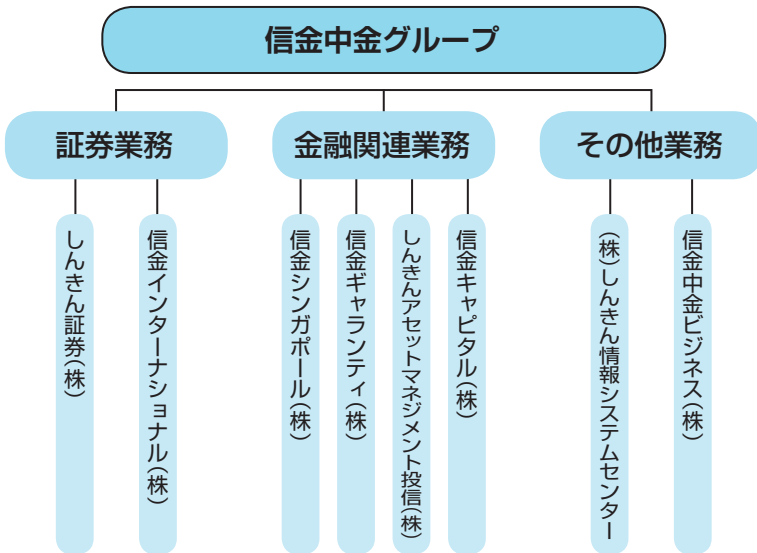 信金中金グループ
証券業務
金融関連業務
その他業務
しんきん証券(株)
信金インターナショナル(株)
信金シンガポール(株)
信金ギャランティ(株)
しんきんアセットマネジメント投信(株)
信金キャピタル(株)
(株)しんきん情報システムセンター
信金中金ビジネス(株)